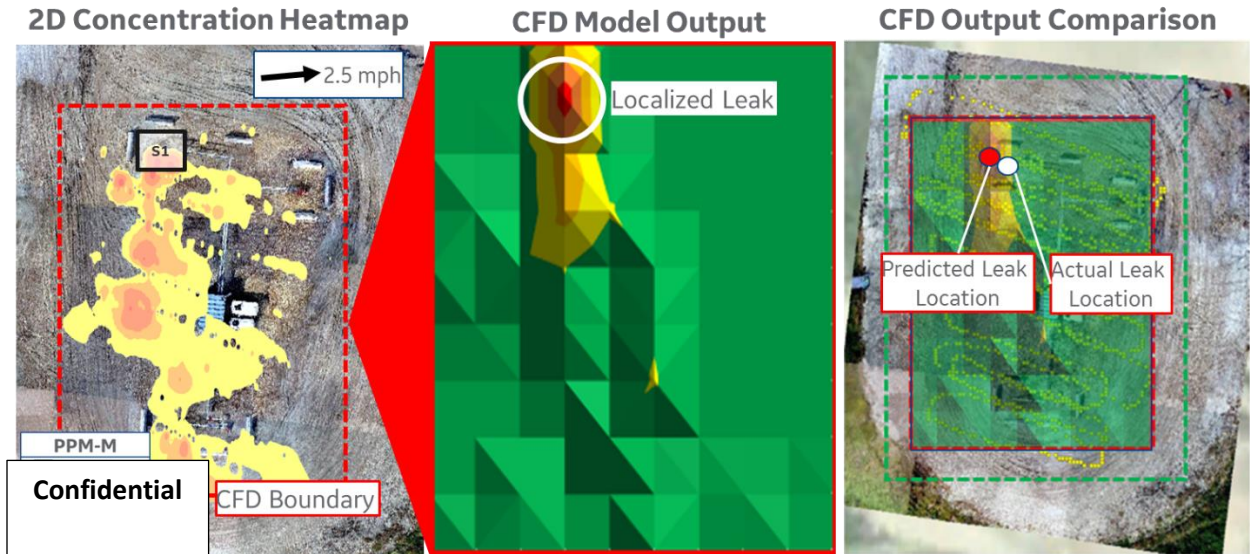 2D Concentration Heatmap
CFD Model Output
CFD Output Comparison
2.5 mph
S1
PPM-M
Confidential
CFD Boundary
Localized Leak
Predicted Leak
Location
Actual Leak
Location